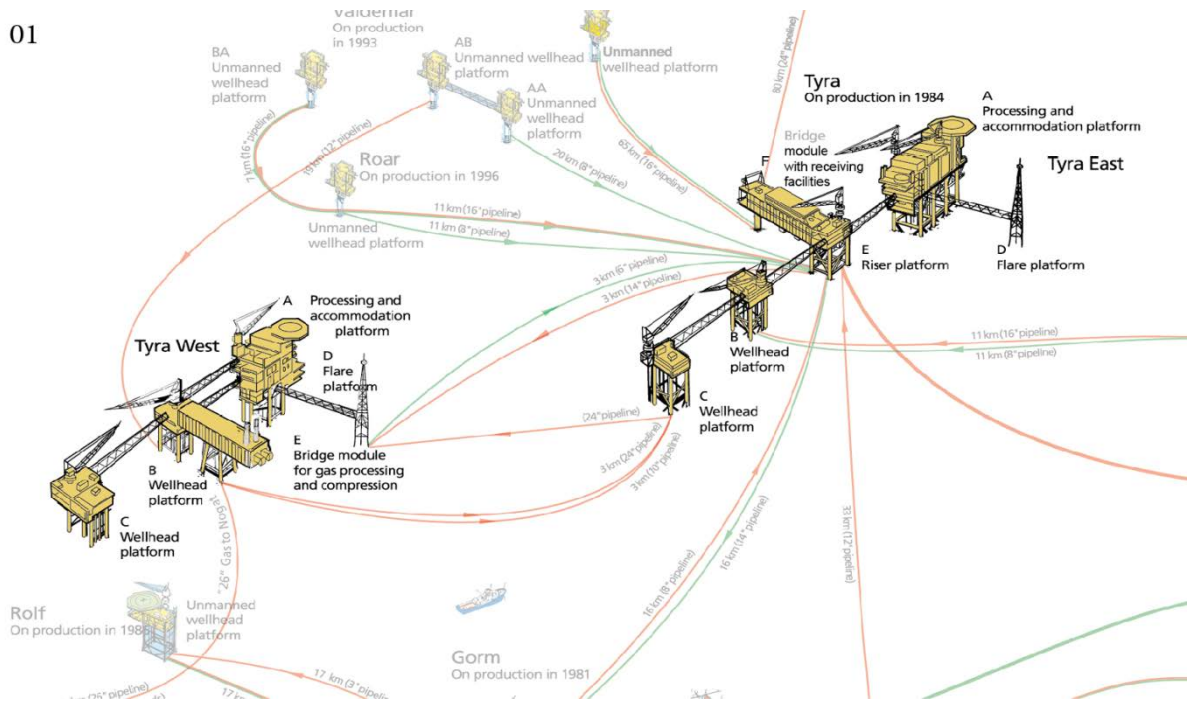 01
Valdemar
On production
in 1993
BA
Unmanned
wellhead
platform
AB
Unmanned wellhead
platform
AA
Unmanned
wellhead
platform
Unmanned
wellhead platform
80 km (24" pipeline)
Tyra
On production in 1984
A
Processing and
accommodation platform
Tyra East
Bridge
module
with receiving
facilities
F
E
Riser platform
D
Flare platform
7 km (16" pipeline)
19 km (12" pipeline)
Roar
On production in 1996
Unmanned
wellhead platform
20 km (8" pipeline)
65 km (16" pipeline)
11 km (16" pipeline)
11 km (8" pipeline)
3 km (6" pipeline)
3 km (14" pipeline)
B
Wellhead
platform
C
Wellhead
platform
11 km (16" pipeline)
11 km (8" pipeline)
Tyra West
A
Processing and
accommodation
platform
D
Flare
platform
E
Bridge module
for gas processing
and compression
B
Wellhead
platform
C
Wellhead
platform
(24" pipeline)
3 km (24" pipeline)
3 km (10" pipeline)
"26" Gas to Nogat
16 km (8" pipeline)
16 km (14" pipeline)
33 km (12" pipeline)
Rolf
On production in 1986
Unmanned
wellhead
platform
Gorm
On production in 1981
17 km (3" pipeline)
(26" pipeline)
17 km